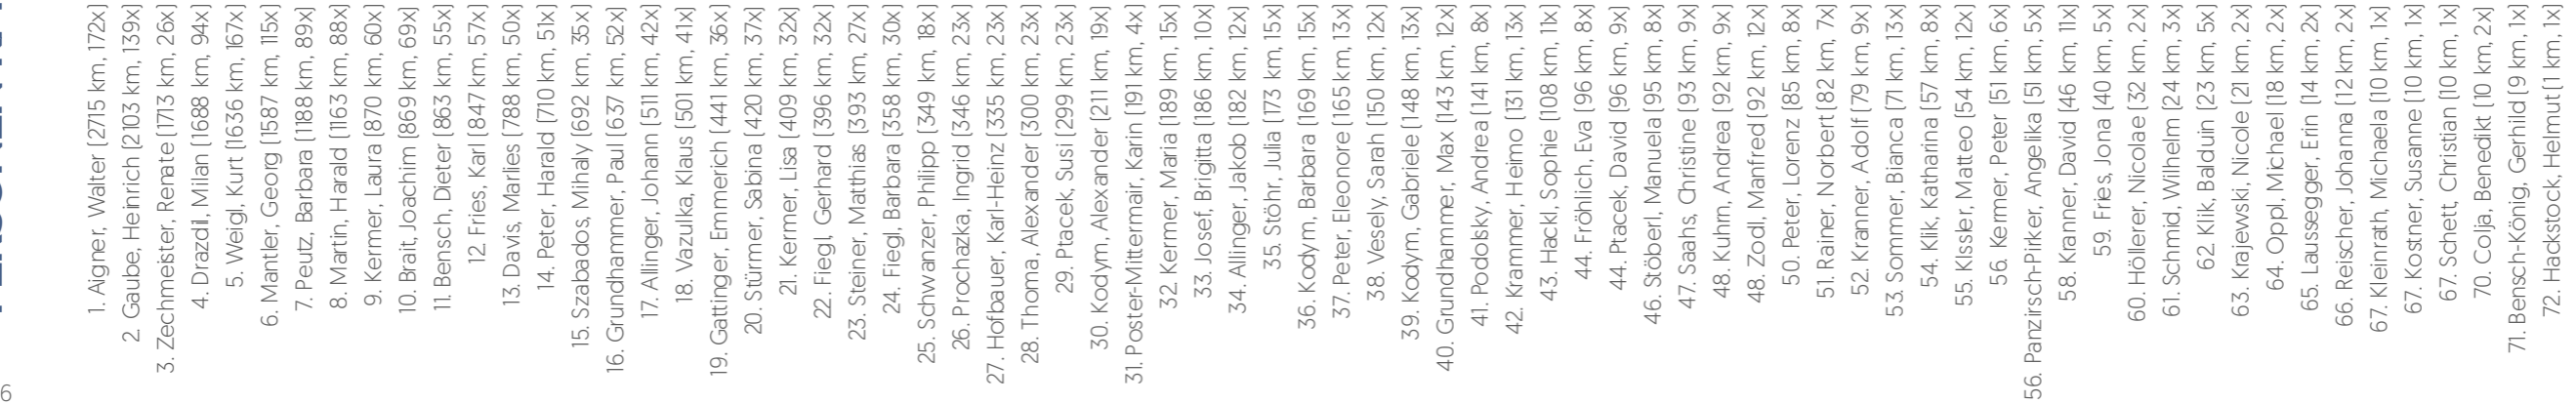 1. Aigner, Walter (2715 km, 172x)
2. Gaube, Heinrich (2103 km, 139x)
3. Zechmeister, Renate (1713 km, 26x)
4. Drazdil, Milan (1688 km, 94x)
5. Weigl, Kurt (1636 km, 167x)
6. Mantler, Georg (1587 km, 115x)
7. Peutz, Barbara (1188 km, 89x)
8. Martin, Harald (1163 km, 88x)
9. Kermer, Laura (870 km, 60x)
10. Brait, Joachim (869 km, 69x)
11. Bensch, Dieter (863 km, 55x)
12. Fries, Karl (847 km, 57x)
13. Davis, Marlies (788 km, 50x)
14. Peter, Harald (710 km, 51x)
15. Szabados, Mihaly (692 km, 35x)
16. Grundhammer, Paul (637 km, 52x)
17. Allinger, Johann (511 km, 42x)
18. Vazulka, Klaus (501 km, 41x)
19. Gattinger, Emmerich (441 km, 36x)
20. Stürmer, Sabina (420 km, 37x)
21. Kermer, Lisa (409 km, 32x)
22. Fiegl, Gerhard (396 km, 32x)
23. Steiner, Matthias (393 km, 27x)
24. Fiegl, Barbara (358 km, 30x)
25. Schwanzer, Philipp (349 km, 18x)
26. Prochazka, Ingrid (346 km, 23x)
27. Hofbauer, Karl-Heinz (335 km, 23x)
28. Thoma, Alexander (300 km, 23x)
29. Ptacek, Susi (299 km, 23x)
30. Kodym, Alexander (211 km, 19x)
31. Poster-Mittermair, Karin (191 km, 4x)
32. Kermer, Maria (189 km, 15x)
33. Josef, Brigitta (186 km, 10x)
34. Allinger, Jakob (182 km, 12x)
35. Stöhr, Julia (173 km, 15x)
36. Kodym, Barbara (169 km, 15x)
37. Peter, Eleonore (165 km, 13x)
38. Vesely, Sarah (150 km, 12x)
39. Kodym, Gabriele (148 km, 13x)
40. Grundhammer, Max (143 km, 12x)
41. Podolsky, Andrea (141 km, 8x)
42. Krammer, Heimo (131 km, 13x)
43. Hackl, Sophie (108 km, 11x)
44. Fröhlich, Eva (96 km, 8x)
44. Ptacek, David (96 km, 9x)
46. Stöberl, Manuela (95 km, 8x)
47. Saahs, Christine (93 km, 9x)
48. Kuhrn, Andrea (92 km, 9x)
48. Zodl, Manfred (92 km, 12x)
50. Peter, Lorenz (85 km, 8x)
51. Rainer, Norbert (82 km, 7x)
52. Kranner, Adolf (79 km, 9x)
53. Sommer, Bianca (71 km, 13x)
54. Klik, Katharina (57 km, 8x)
55. KIssler, Matteo (54 km, 12x)
56. Kermer, Peter (51 km, 6x)
56. Panzirsch-Pirker, Angelika (51 km, 5x)
58. Kranner, David (46 km, 11x)
59. Fries, Jona (40 km, 5x)
60. Höllerer, Nicolae (32 km, 2x)
61. Schmid, Wilhelm (24 km, 3x)
62. Klik, Balduin (23 km, 5x)
63. Krajewski, Nicole (21 km, 2x)
64. Oppl, Michael (18 km, 2x)
65. Laussegger, Erin (14 km, 2x)
66. Reischer, Johanna (12 km, 2x)
67. Kleinrath, Michaela (10 km, 1x)
67. Kostner, Susanne (10 km, 1x)
67. Schett, Christian (10 km, 1x)
70. Colja, Benedikt (10 km, 2x)
71. Bensch-König, Gerhild (9 km, 1x)
72. Hackstock, Helmut (1 km, 1x)
6